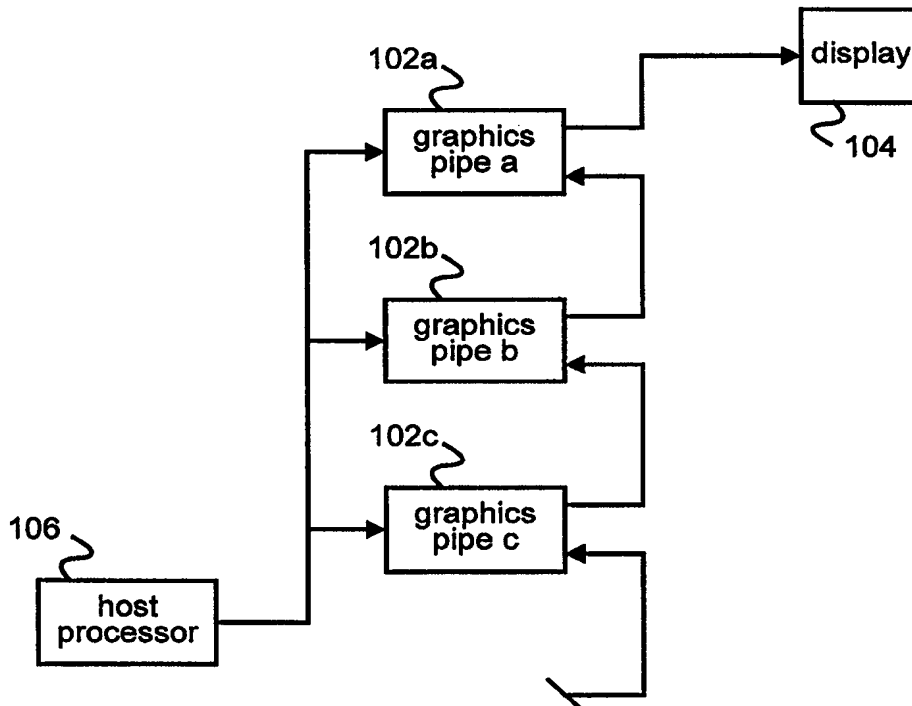 display
104
102a
graphics
pipe a
102b
graphics
pipe b
102c
graphics
pipe c
106
host
processor